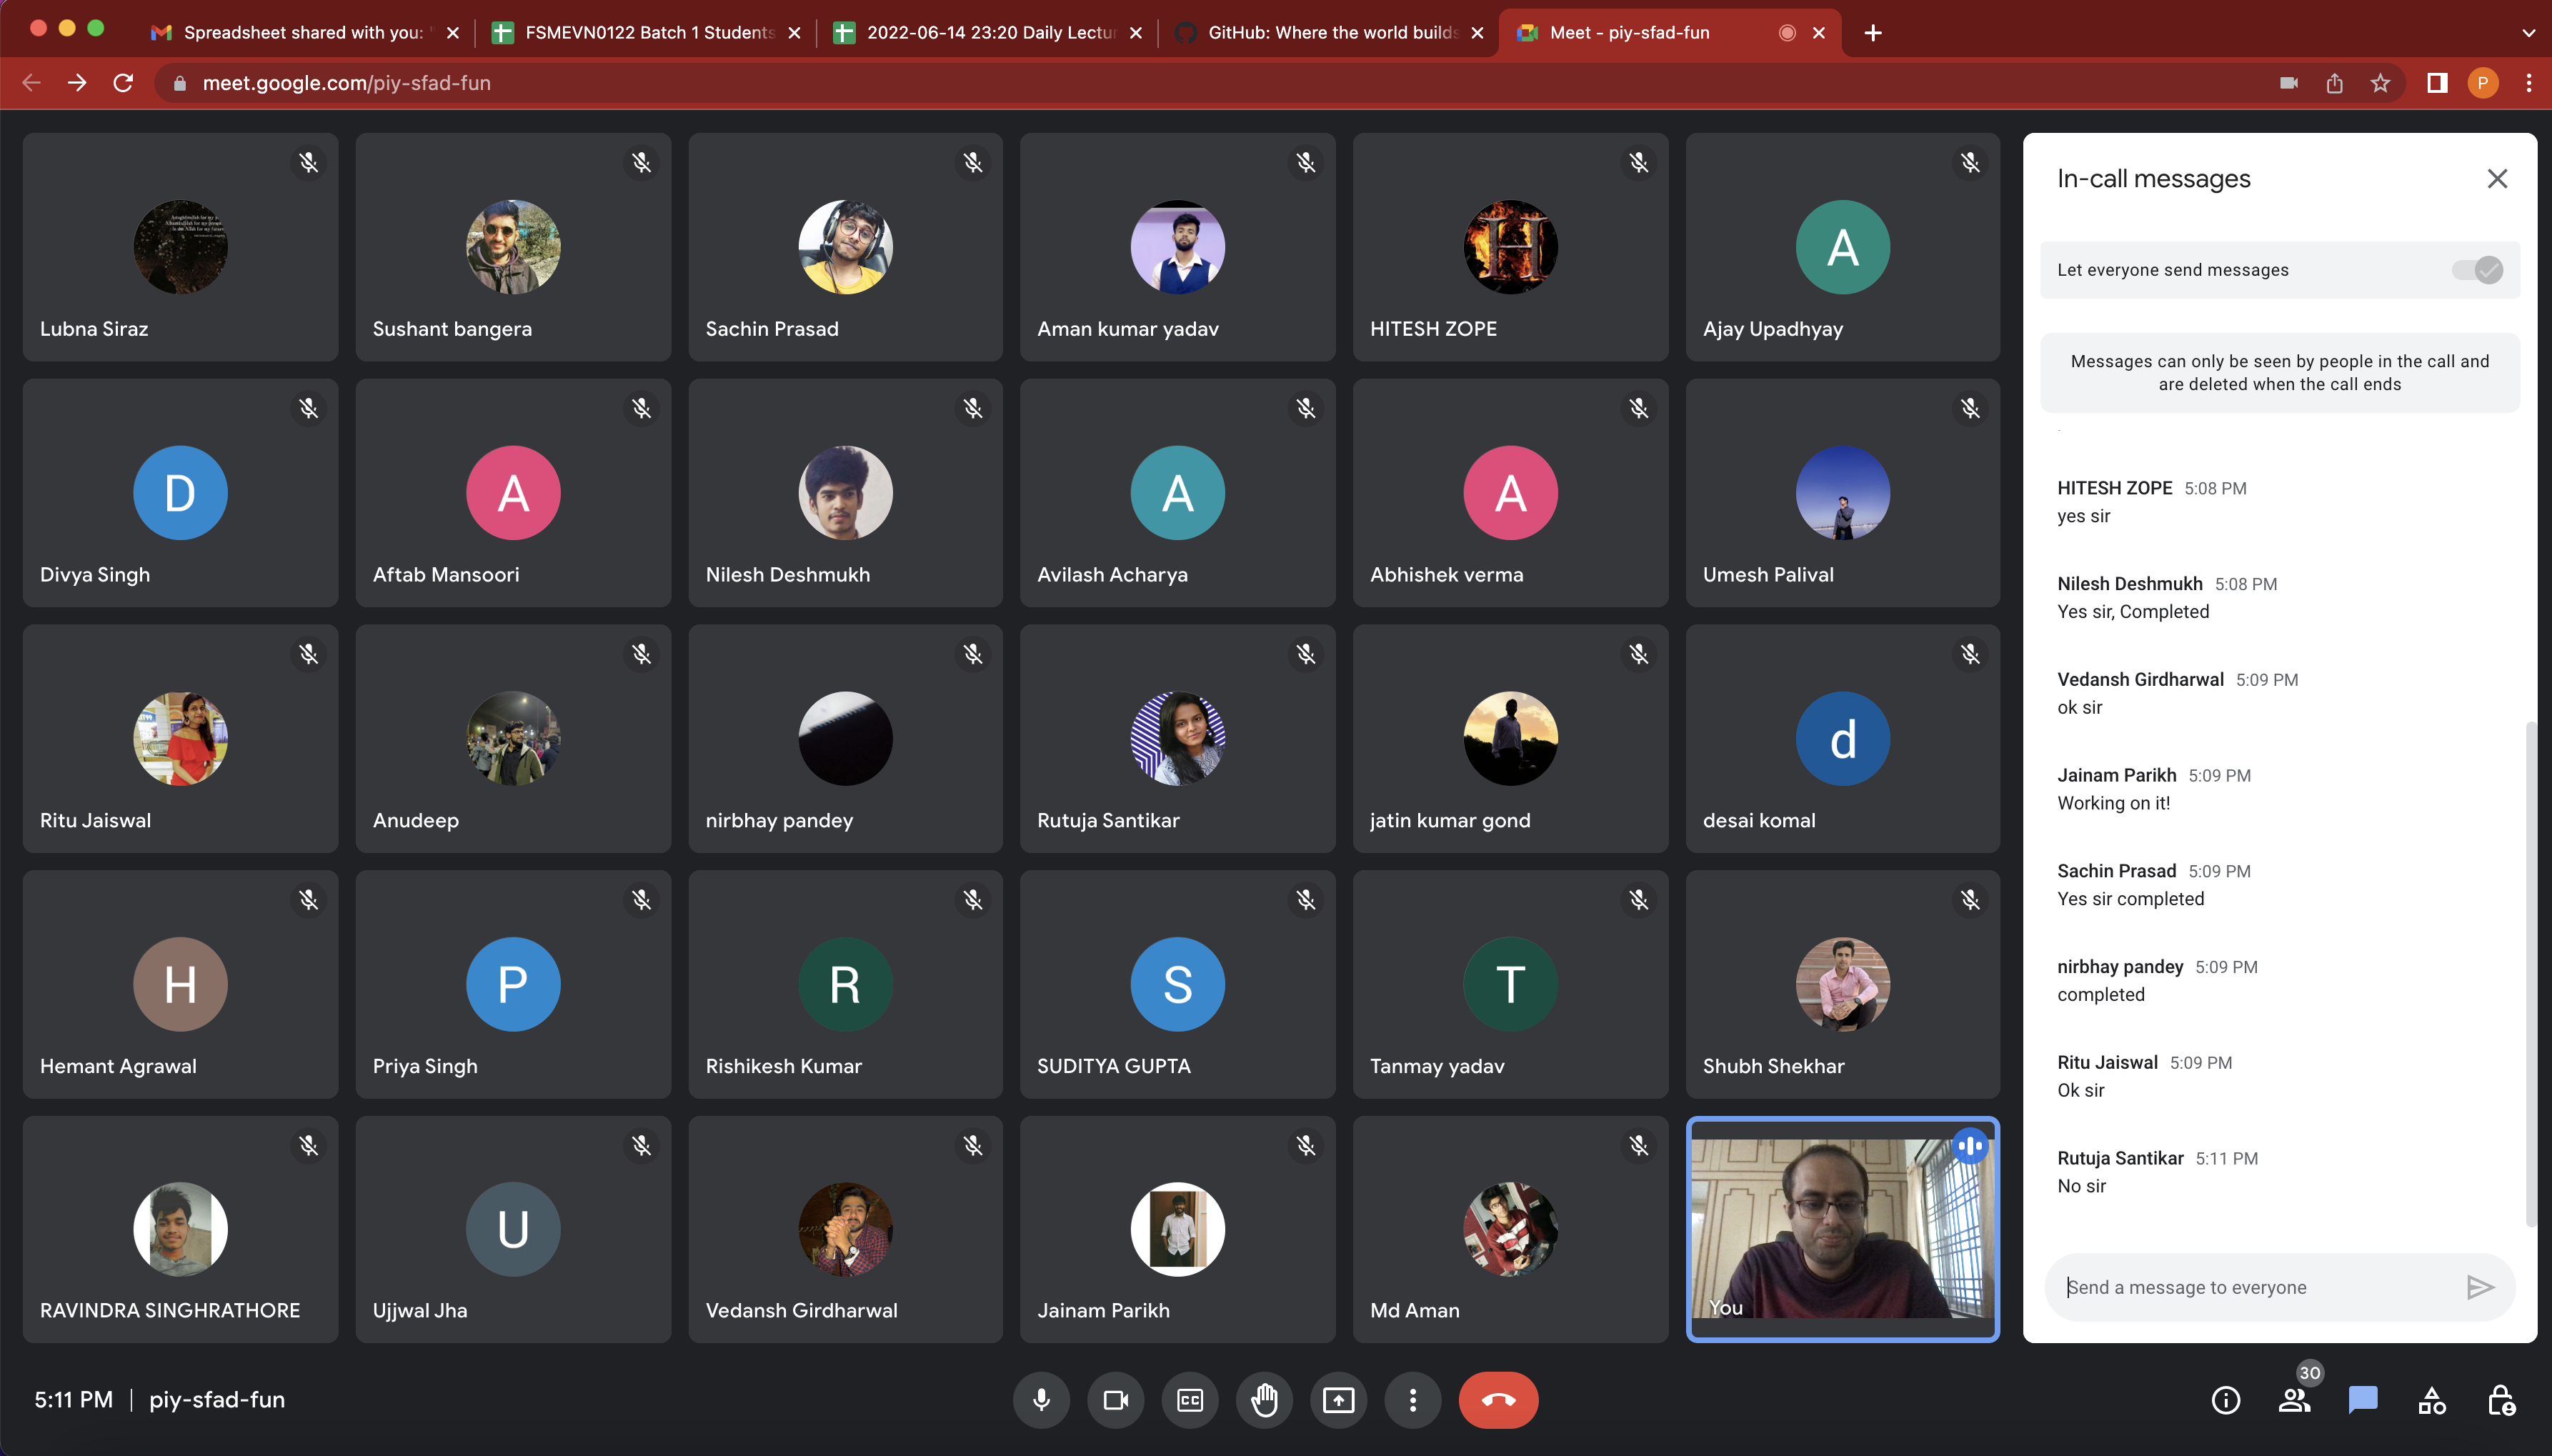 Spreadsheet shared with you: "
FSMEVN0122 Batch 1 Students
2022-06-14 23:20 Daily Lectur
GitHub: Where the world builds
Meet - piy-sfad-fun
meet.google.com/piy-sfad-fun
P
Lubna Siraz
Sushant bangera
Sachin Prasad
Aman kumar yadav
H
HITESH ZOPE
A
Ajay Upadhyay
D
Divya Singh
A
Aftab Mansoori
Nilesh Deshmukh
A
Avilash Acharya
A
Abhishek verma
Umesh Palival
Ritu Jaiswal
Anudeep
nirbhay pandey
Rutuja Santikar
jatin kumar gond
d
desai komal
H
Hemant Agrawal
P
Priya Singh
R
Rishikesh Kumar
S
SUDITYA GUPTA
T
Tanmay yadav
Shubh Shekhar
RAVINDRA SINGHRATHORE
U
Ujjwal Jha
Vedansh Girdharwal
Jainam Parikh
Md Aman
You
In-call messages
Let everyone send messages
Messages can only be seen by people in the call and
are deleted when the call ends
HITESH ZOPE 5:08 PM
yes sir
Nilesh Deshmukh 5:08 PM
Yes sir, Completed
Vedansh Girdharwal 5:09 PM
ok sir
Jainam Parikh 5:09 PM
Working on it!
Sachin Prasad 5:09 PM
Yes sir completed
nirbhay pandey 5:09 PM
completed
Ritu Jaiswal 5:09 PM
Ok sir
Rutuja Santikar 5:11 PM
No sir
Send a message to everyone
5:11 PM | piy-sfad-fun
CC
30